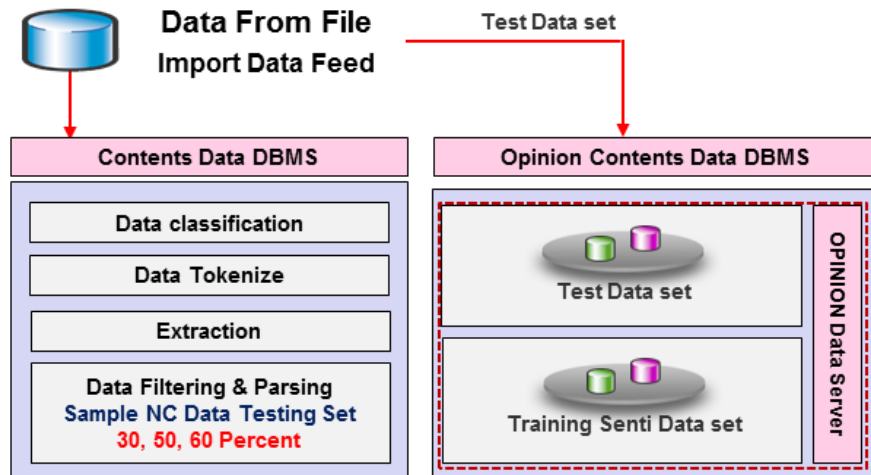 Data From File
Import Data Feed
Test Data set
Contents Data DBMS
Data classification
Data Tokenize
Extraction
Data Filtering & Parsing
Sample NC Data Testing Set
30, 50, 60 Percent
Opinion Contents Data DBMS
Test Data set
Training Senti Data set
OPINION Data Server